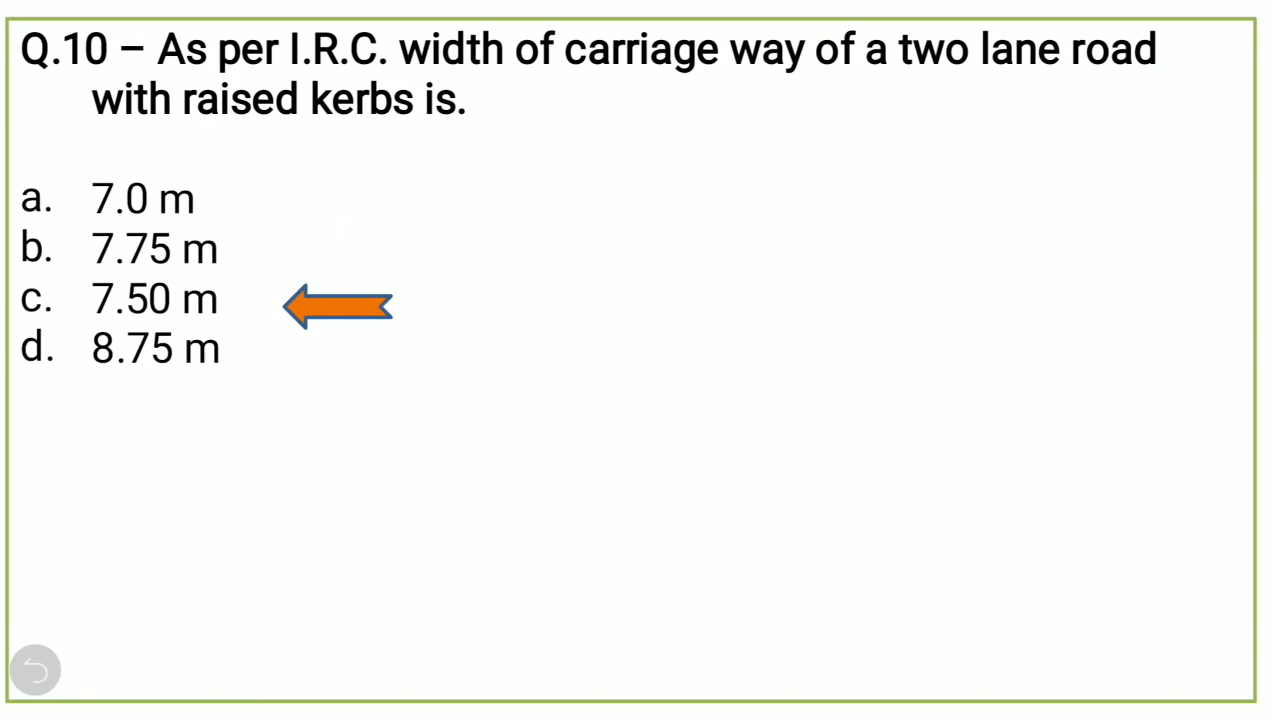 Q.10 – As per I.R.C. width of carriage way of a two lane road
with raised kerbs is.
a. 7.0 m
b. 7.75 m
c. 7.50 m
d. 8.75 m